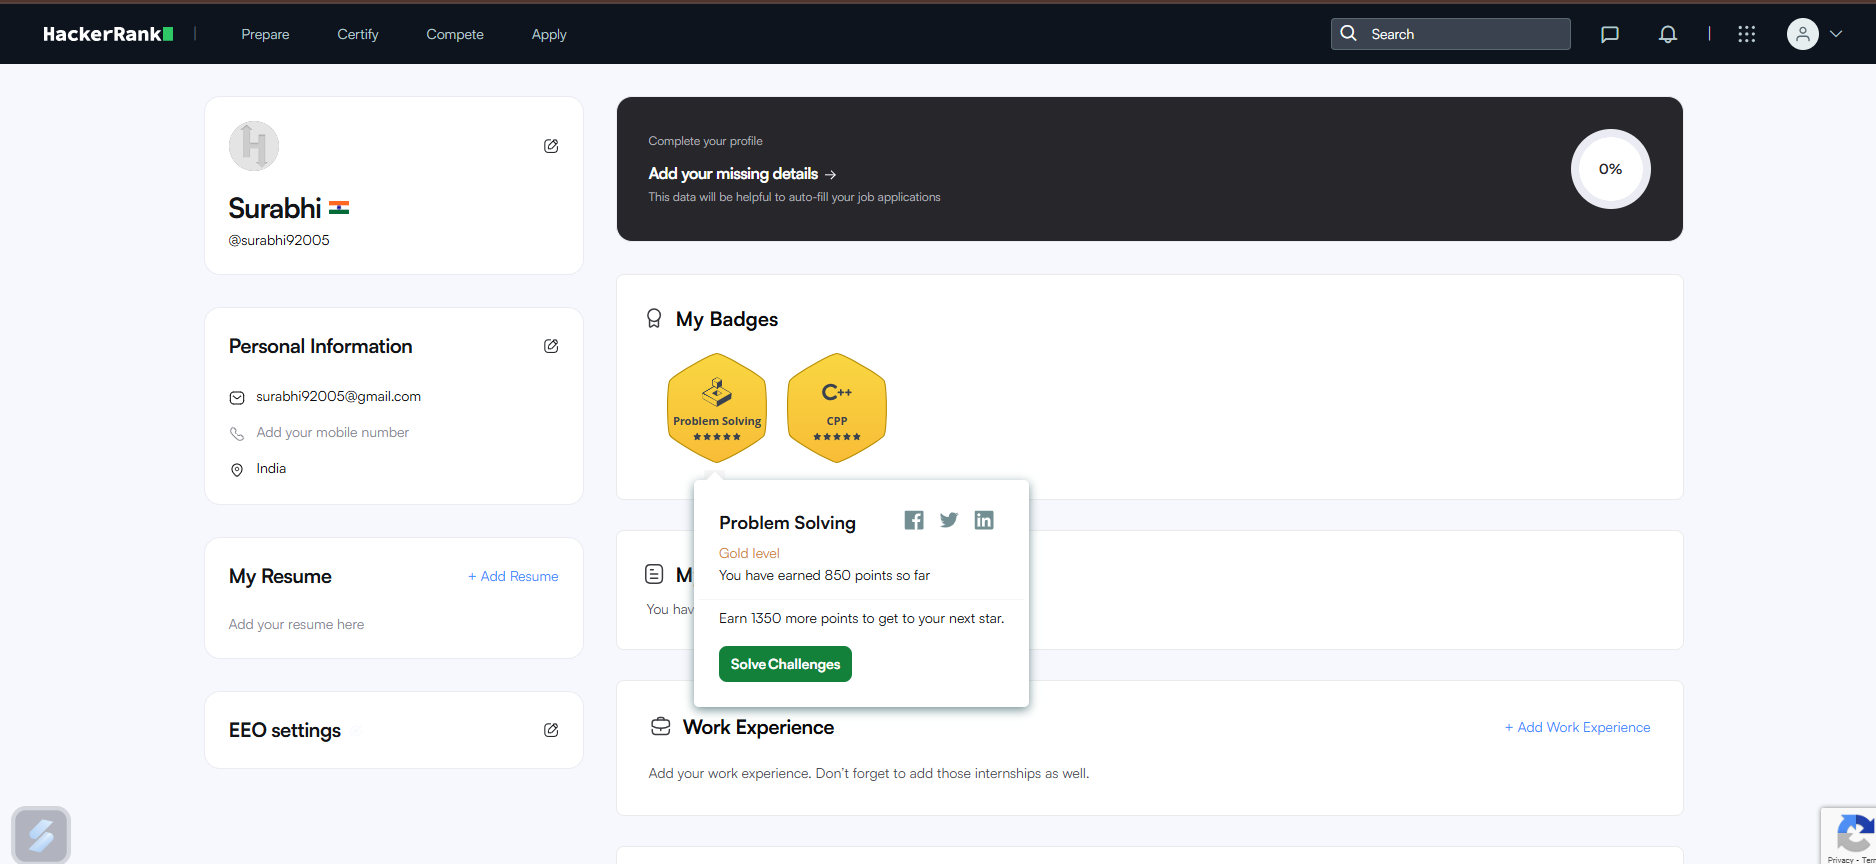 HackerRank
Prepare
Certify
Compete
Apply
Search
Surabhi
@surabhi92005
Personal Information
surabhi92005@gmail.com
Add your mobile number
India
My Resume
+ Add Resume
Add your resume here
EEO settings
Complete your profile
Add your missing details →
This data will be helpful to auto-fill your job applications
0%
My Badges
Problem Solving
★★★★★
C++
CPP
★★★★★
Problem Solving
Gold level
You have earned 850 points so far
Earn 1350 more points to get to your next star.
Solve Challenges
You
Work Experience
+ Add Work Experience
Add your work experience. Don't forget to add those internships as well.
Privacy -